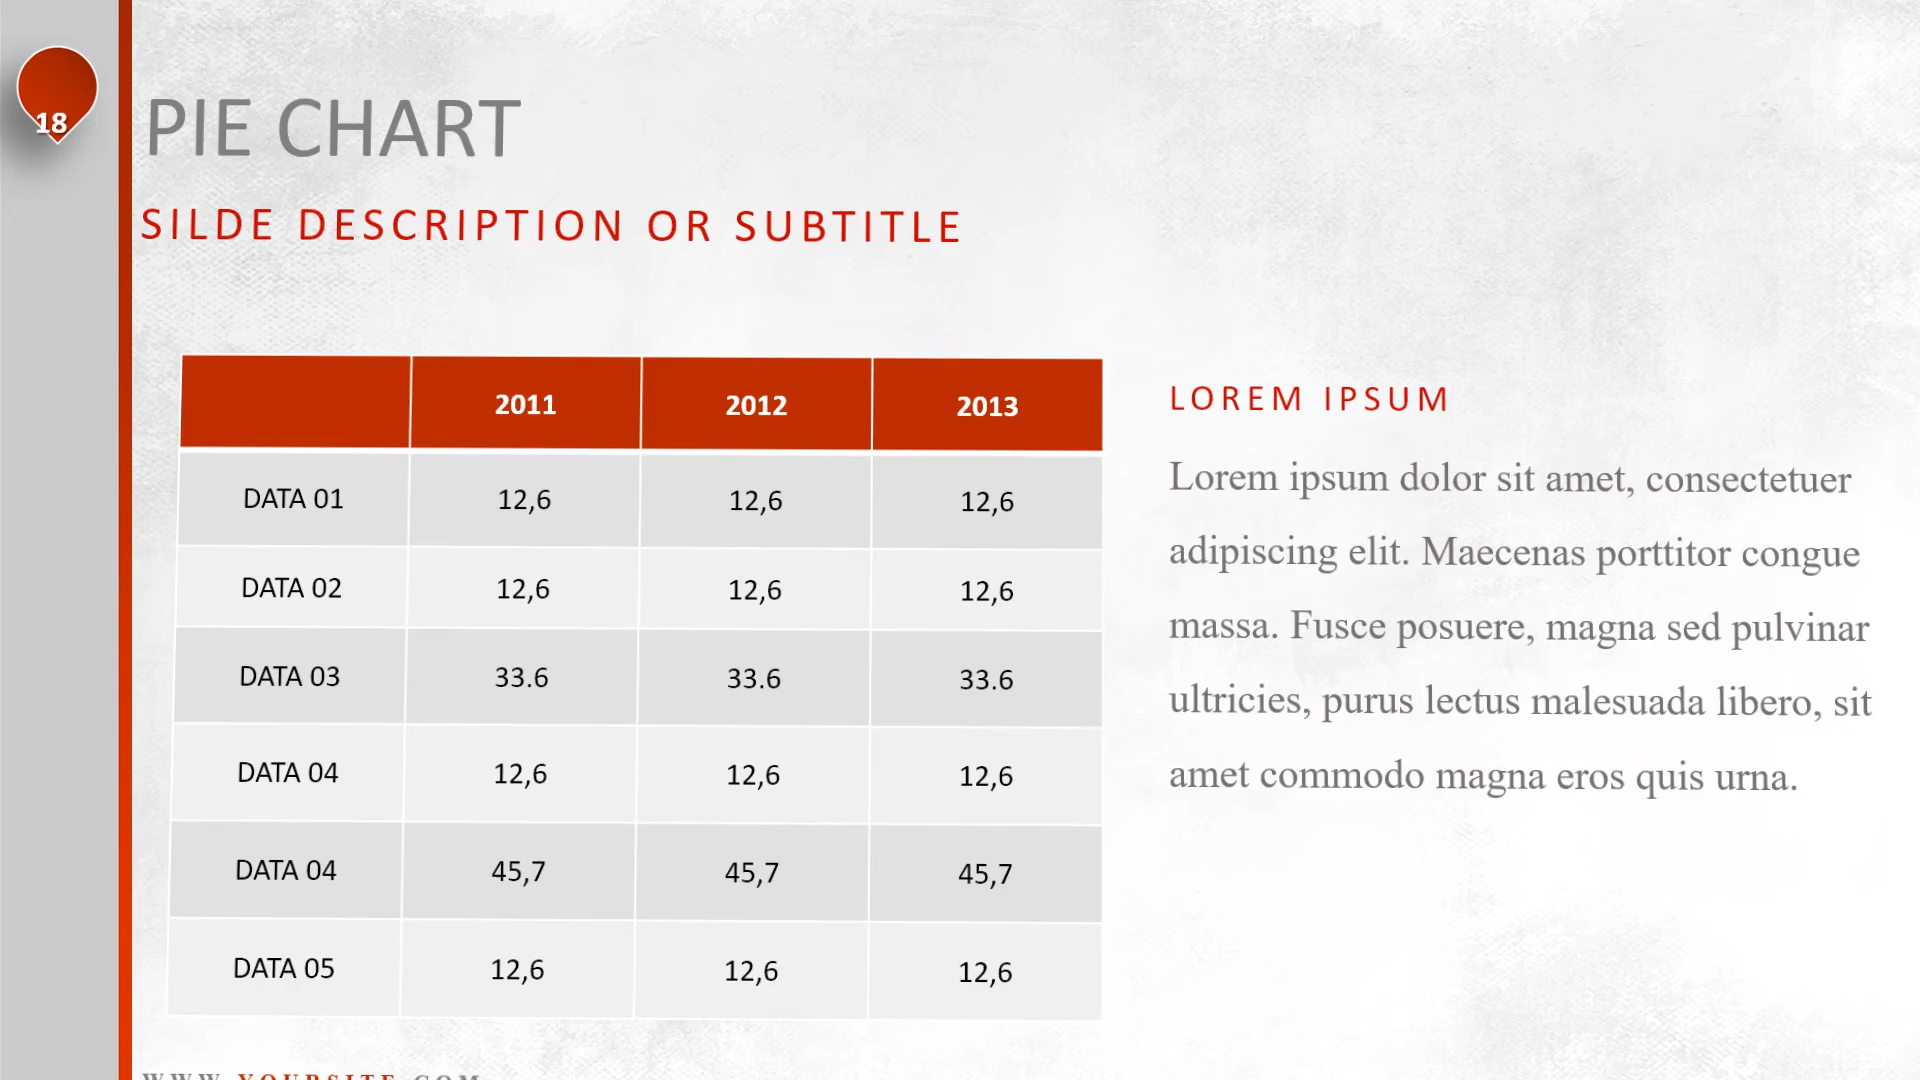 18
PIE CHART
SILDE DESCRIPTION OR SUBTITLE
2011 2012 2013
DATA 01 12,6 12,6 12,6
DATA 02 12,6 12,6 12,6
DATA 03 33.6 33.6 33.6
DATA 04 12,6 12,6 12,6
DATA 04 45,7 45,7 45,7
DATA 05 12,6 12,6 12,6
LOREM IPSUM
Lorem ipsum dolor sit amet, consectetuer
adipiscing elit. Maecenas porttitor congue
massa. Fusce posuere, magna sed pulvinar
ultricies, purus lectus malesuada libero, sit
amet commodo magna eros quis urna.
WWW.YOURSITE.COM